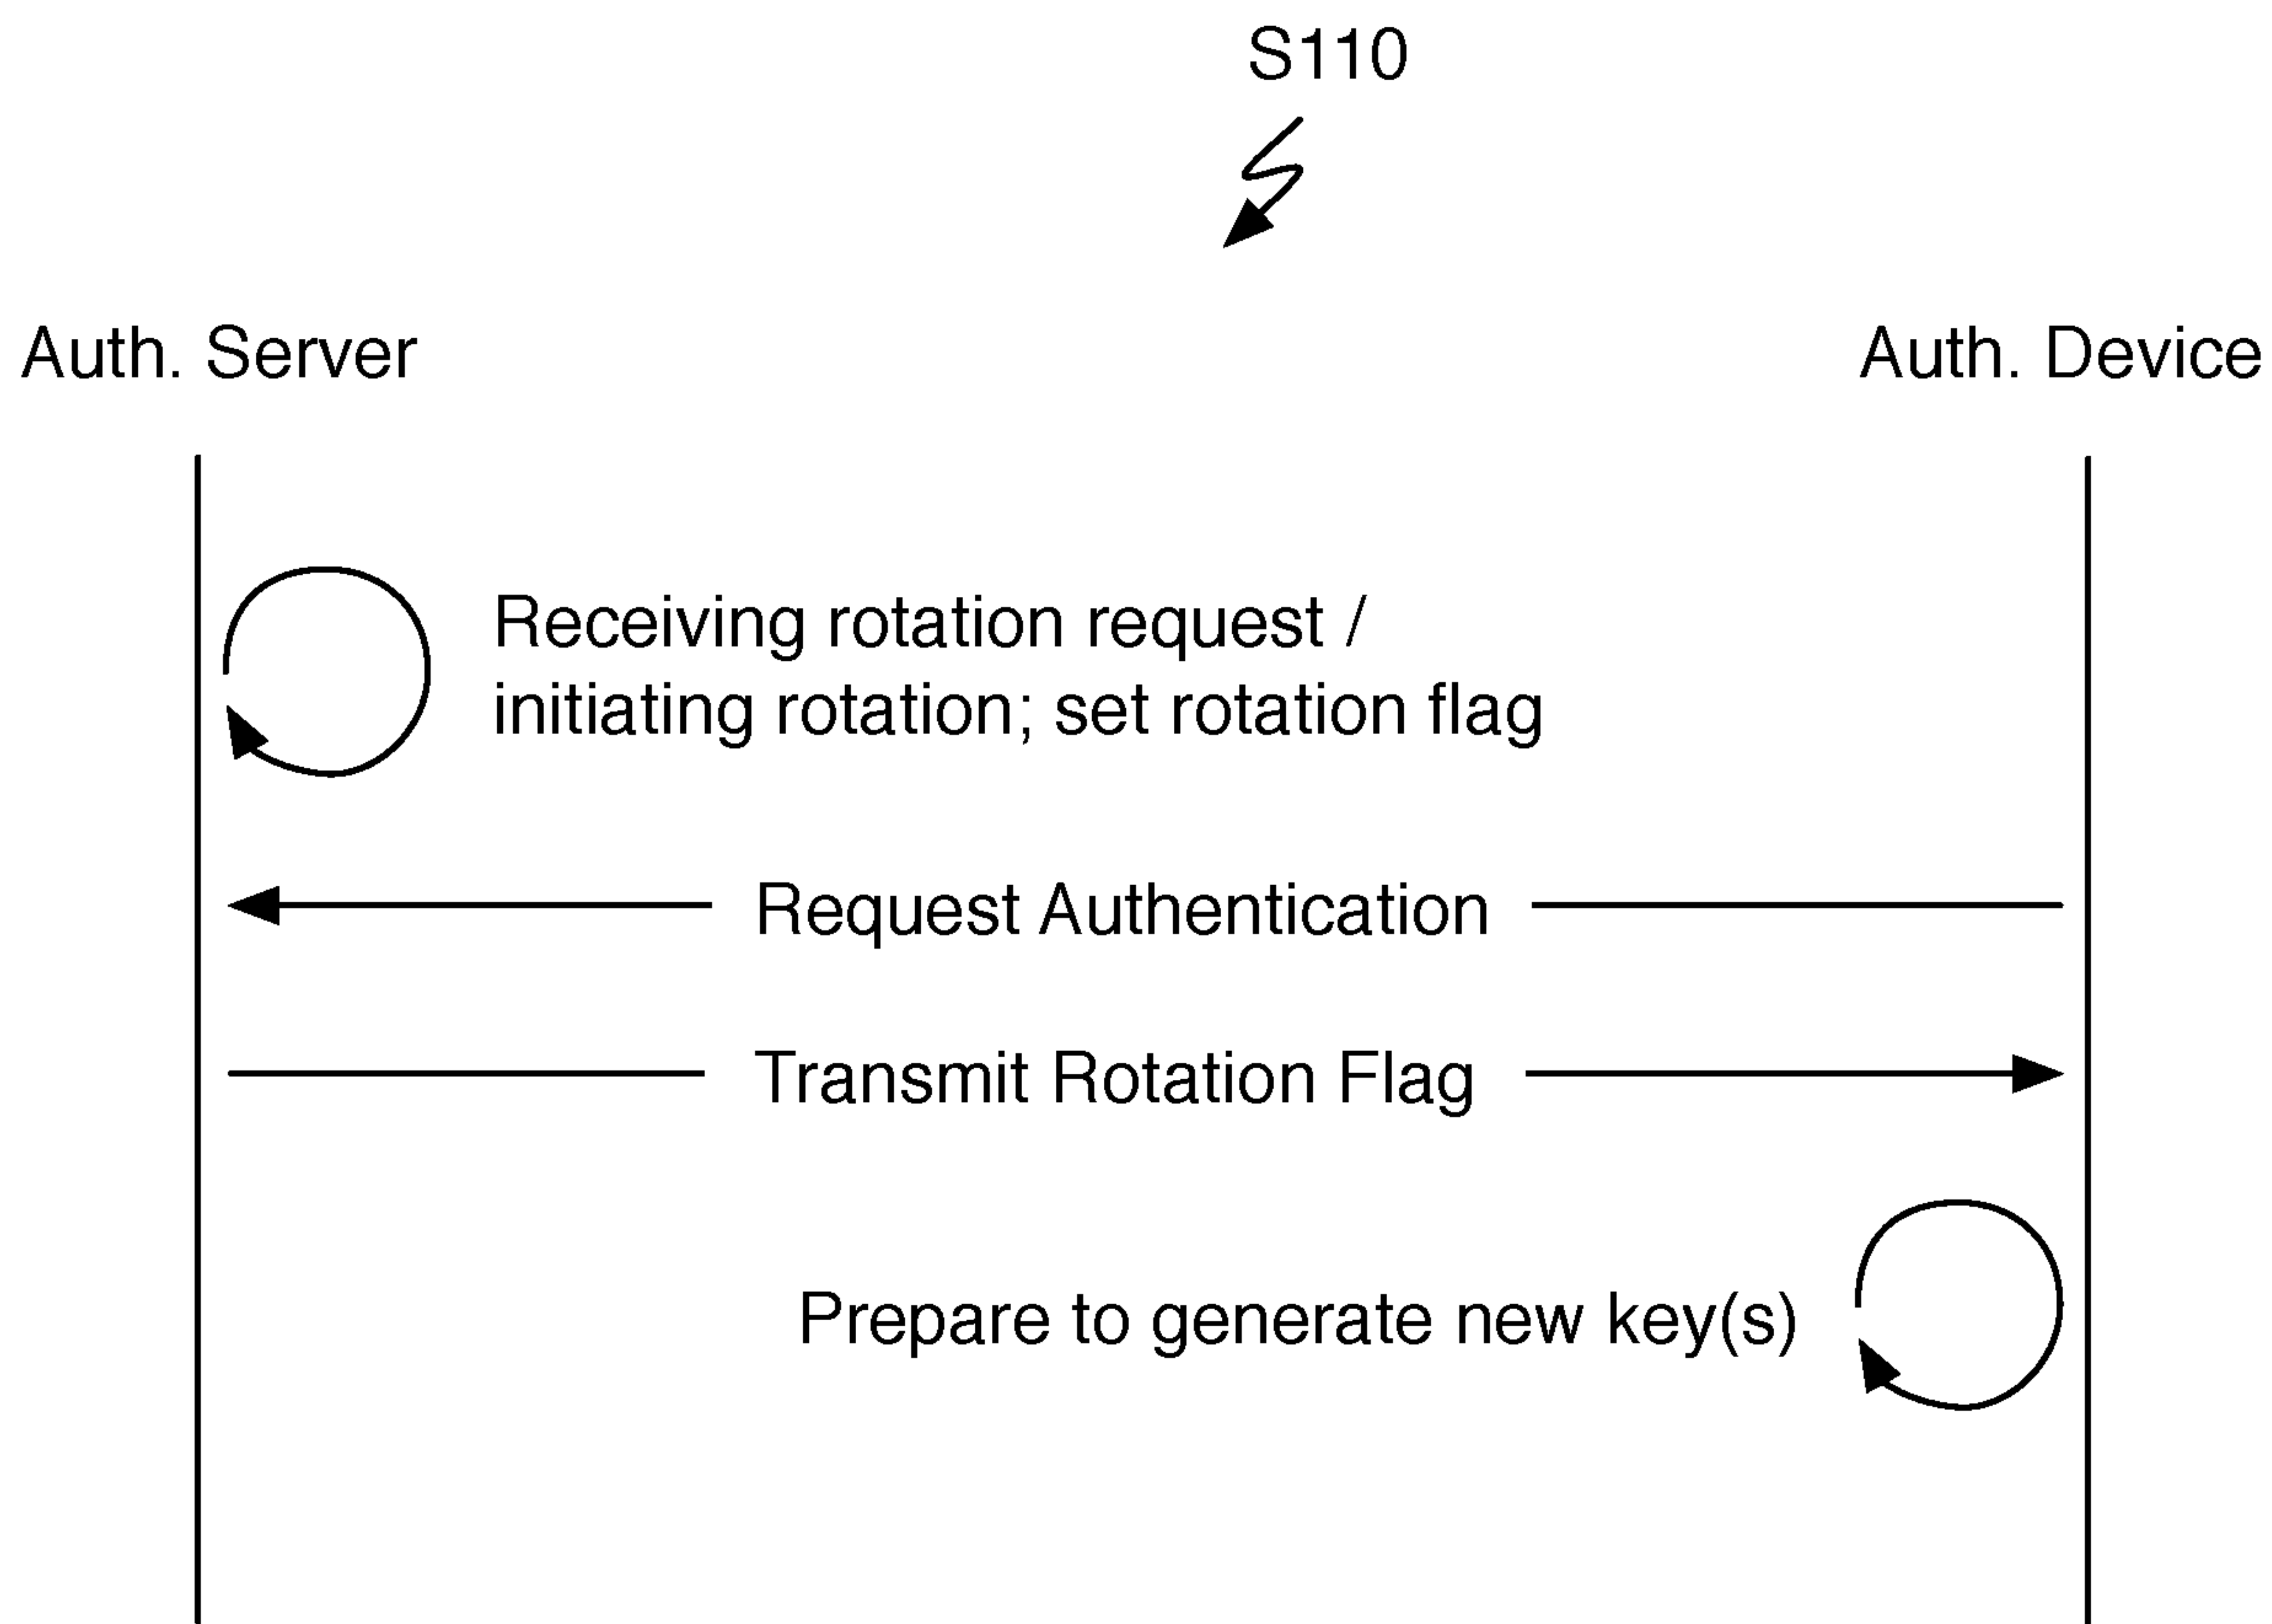 S110
Auth. Server
Auth. Device
Receiving rotation request /
initiating rotation; set rotation flag
Request Authentication
Transmit Rotation Flag
Prepare to generate new key(s)